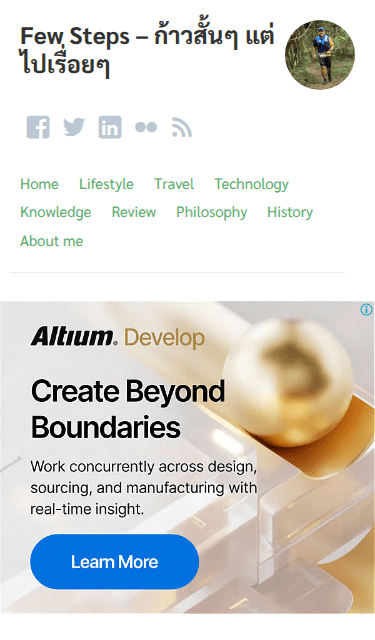 Few Steps – ก้าวสั้นๆ แต่
ไปเรื่อยๆ
Home Lifestyle Travel Technology
Knowledge Review Philosophy History
About me
Altium. Develop
Create Beyond
Boundaries
Work concurrently across design,
sourcing, and manufacturing with
real-time insight.
Learn More